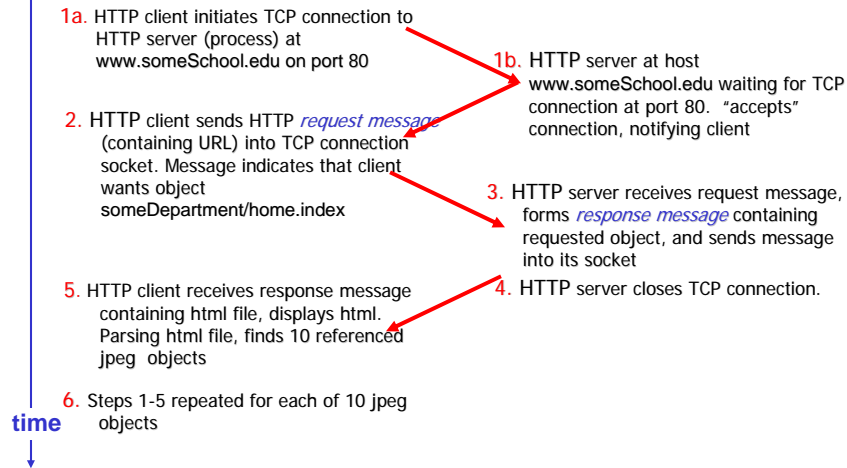 1a. HTTP client initiates TCP connection to
HTTP server (process) at
www.someSchool.edu on port 80
1b. HTTP server at host
www.someSchool.edu waiting for TCP
connection at port 80. "accepts"
connection, notifying client
2. HTTP client sends HTTP request message
(containing URL) into TCP connection
socket. Message indicates that client
wants object
someDepartment/home.index
3. HTTP server receives request message,
forms response message containing
requested object, and sends message
into its socket
4. HTTP server closes TCP connection.
5. HTTP client receives response message
containing html file, displays html.
Parsing html file, finds 10 referenced
jpeg objects
6. Steps 1-5 repeated for each of 10 jpeg
objects
time